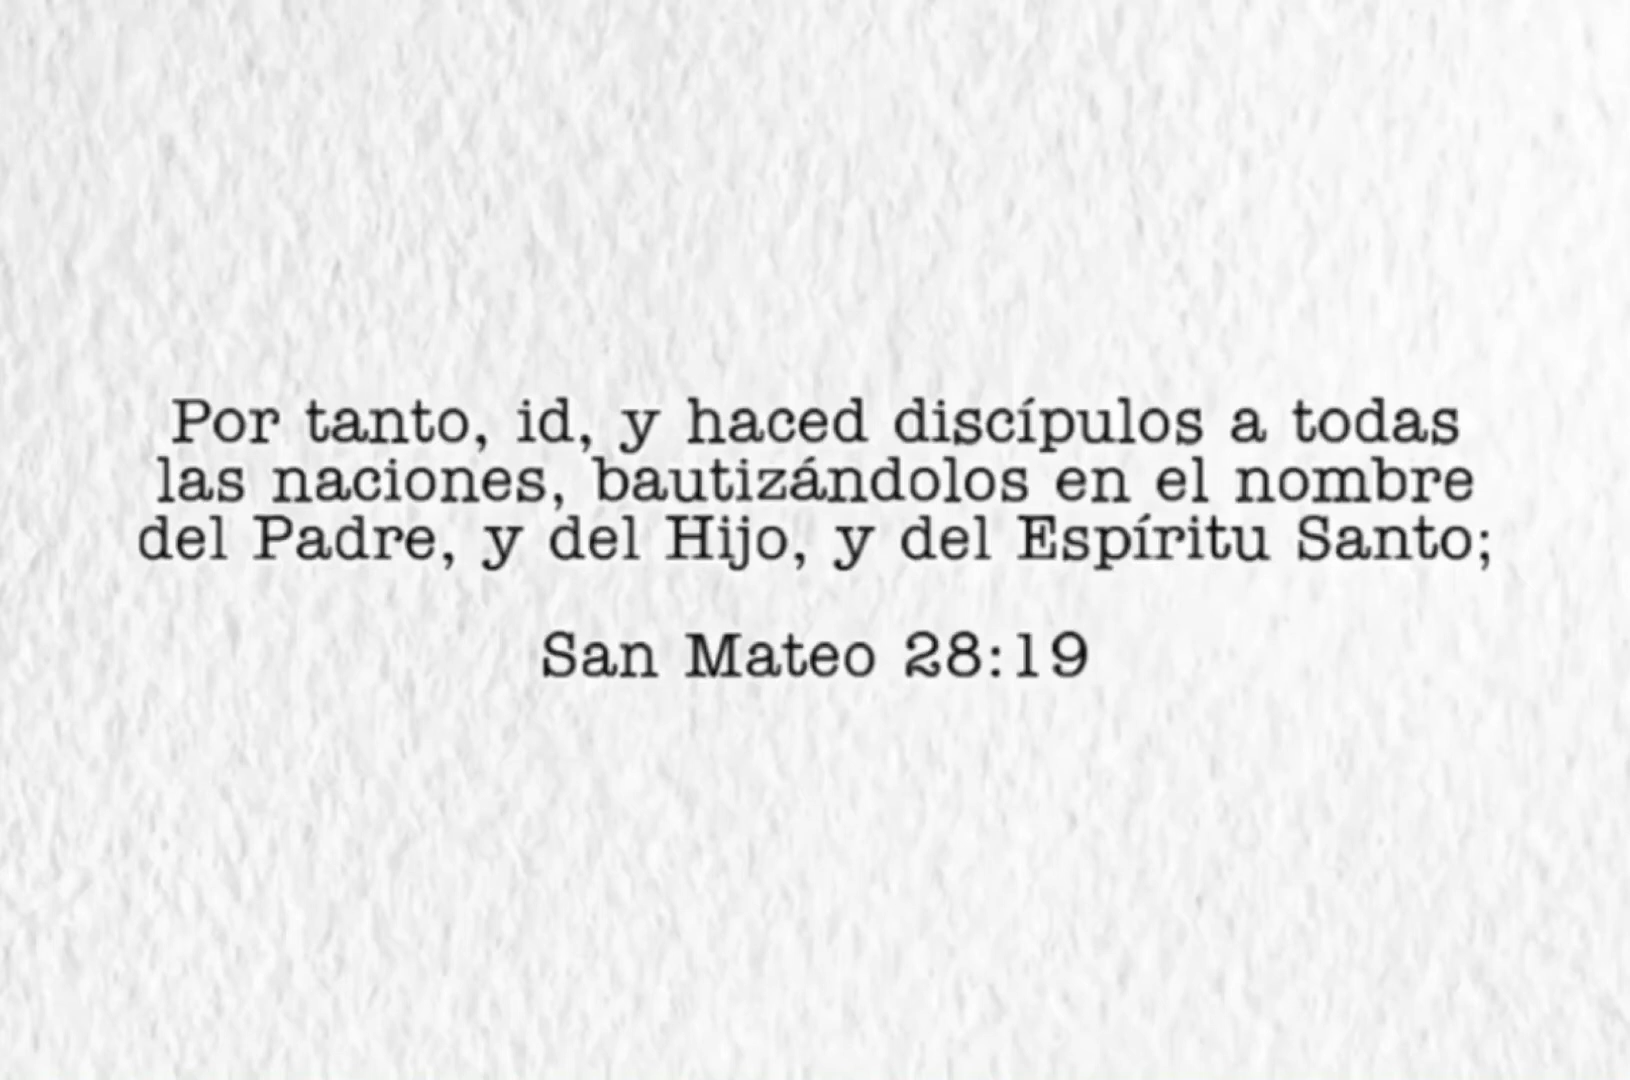 Por tanto, id, y haced discípulos a todas
las naciones, bautizándolos en el nombre
del Padre, y del Hijo, y del Espíritu Santo;
San Mateo 28:19